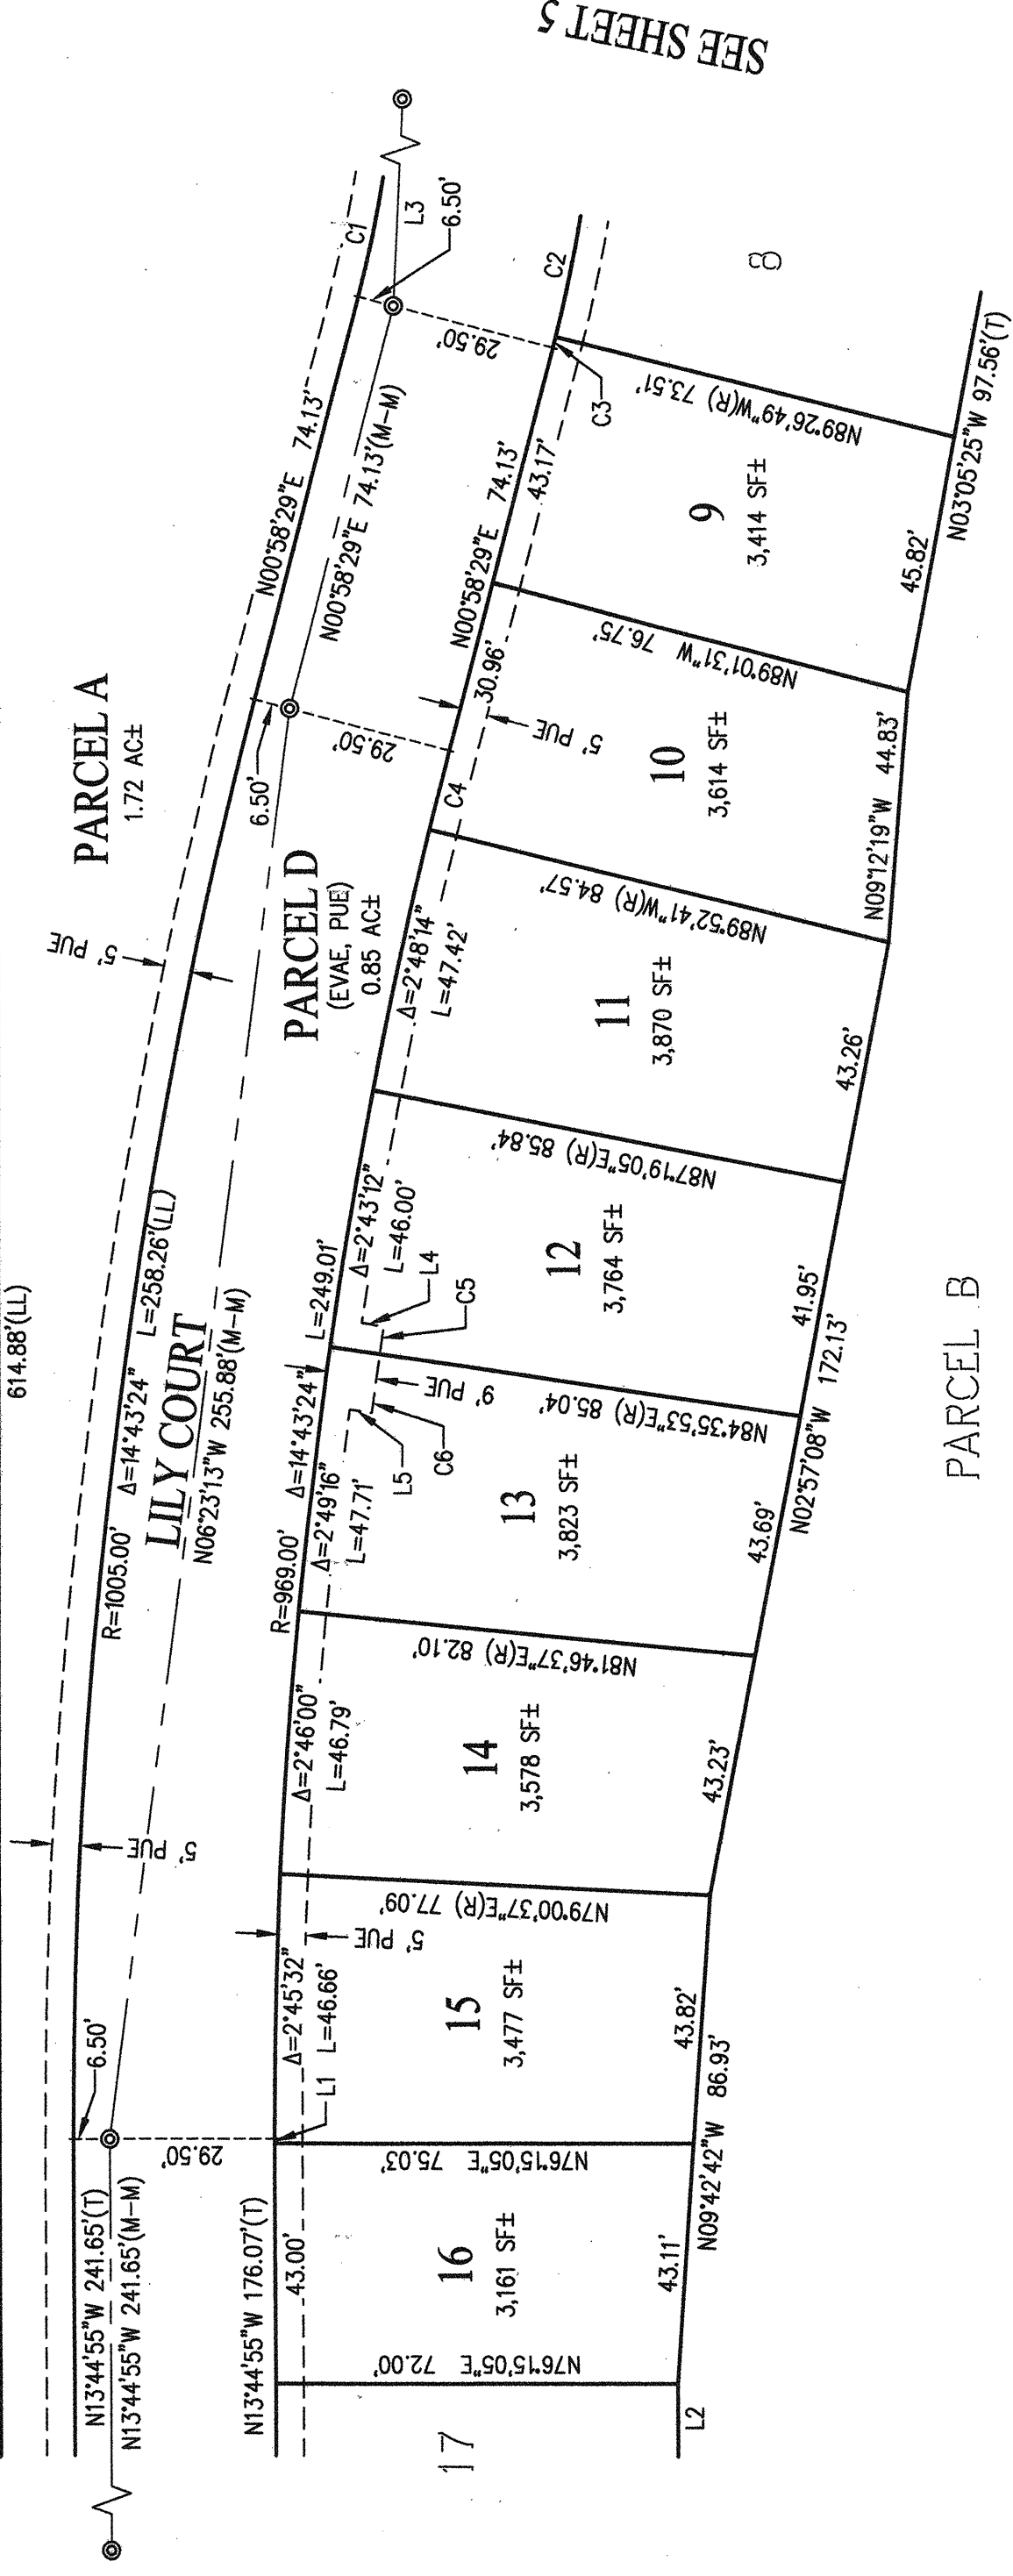 SEE SHEET 5
614.88'(LL)
PARCEL A
1.72 AC±
C1
L3
6.50'
N00°58'29"E 74.13'
N00°58'29"E 74.13'(M-M)
29.50'
C2
8
C3
N00°58'29"E 74.13'
43.17'
N89°26'49"W(R) 73.51'
9
3,414 SF±
45.82'
N03°05'25"W 97.56'(T)
6.50'
29.50'
30.96'
5' PUE
N89°01'31"W 76.75'
10
3,614 SF±
N09°12'19"W 44.83'
C4
5' PUE
PARCEL D
(EVAE, PUE)
0.85 AC±
Δ=2°48'14"
L=47.42'
N89°52'41"W(R) 84.57'
11
3,870 SF±
43.26'
R=1005.00' Δ=14°43'24" L=258.26'(LL)
LILY COURT
N06°23'13"W 255.88'(M-M)
R=969.00' Δ=14°43'24" L=249.01'
Δ=2°43'12"
L=46.00'
N87°19'05"E(R) 85.84'
L4
C5
12
3,764 SF±
41.95'
N02°57'08"W 172.13'
PARCEL B
9' PUE
N84°35'53"E(R) 85.04'
L5
C6
Δ=2°49'16"
L=47.71'
13
3,823 SF±
43.69'
N81°46'37"E(R) 82.10'
Δ=2°46'00"
L=46.79'
14
3,578 SF±
43.23'
5' PUE
N79°00'37"E(R) 77.09'
5' PUE
Δ=2°45'32"
L=46.66'
L1
15
3,477 SF±
43.82'
N09°42'42"W 86.93'
6.50'
29.50'
N76°15'05"E 75.03'
N13°44'55"W 241.65'(T)
N13°44'55"W 241.65'(M-M)
N13°44'55"W 176.07'(T)
43.00'
16
3,161 SF±
43.11'
N76°15'05"E 72.00'
17
L2